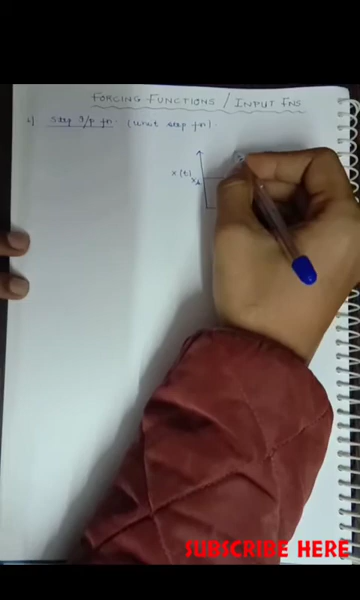 FORCING FUNCTIONS / INPUT FNS
1) Step I/p fn. (Unit step fn).
X(t)
SUBSCRIBE HERE